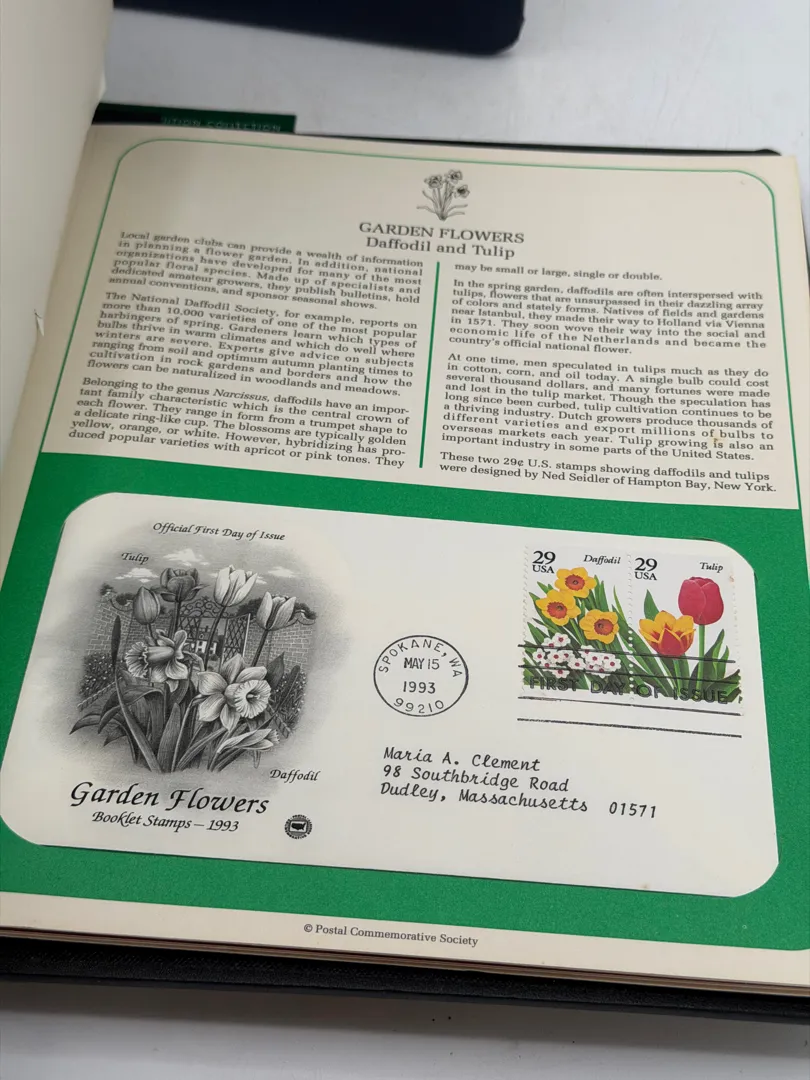 GARDEN FLOWERS
Daffodil and Tulip
Local garden clubs can provide a wealth of information
in planning a flower garden. In addition, national
organizations have developed for many of the most
popular floral species. Made up of specialists and
dedicated amateur growers, they publish bulletins, hold
annual conventions, and sponsor seasonal shows.
The National Daffodil Society, for example, reports on
more than 10,000 varieties of one of the most popular
harbingers of spring. Gardeners learn which types of
bulbs thrive in warm climates and which do well where
winters are severe. Experts give advice on subjects
ranging from soil and optimum autumn planting times to
cultivation in rock gardens and borders and how the
flowers can be naturalized in woodlands and meadows.
Belonging to the genus Narcissus, daffodils have an impor-
tant family characteristic which is the central crown of
each flower. They range in form from a trumpet shape to
a delicate ring-like cup. The blossoms are typically golden
yellow, orange, or white. However, hybridizing has pro-
duced popular varieties with apricot or pink tones. They
may be small or large, single or double.
In the spring garden, daffodils are often interspersed with
tulips, flowers that are unsurpassed in their dazzling array
of colors and stately forms. Natives of fields and gardens
near Istanbul, they made their way to Holland via Vienna
in 1571. They soon wove their way into the social and
economic life of the Netherlands and became the
country's official national flower.
At one time, men speculated in tulips much as they do
in cotton, corn, and oil today. A single bulb could cost
several thousand dollars, and many fortunes were made
and lost in the tulip market. Though the speculation has
long since been curbed, tulip cultivation continues to be
a thriving industry. Dutch growers produce thousands of
different varieties and export millions of bulbs to
overseas markets each year. Tulip growing is also an
important industry in some parts of the United States.
These two 29¢ U.S. stamps showing daffodils and tulips
were designed by Ned Seidler of Hampton Bay, New York.
Official First Day of Issue
Tulip
Daffodil
Garden Flowers
Booklet Stamps – 1993
SPOKANE, WA
MAY 15
1993
99210
29
USA
Daffodil
29
USA
Tulip
FIRST DAY OF ISSUE
Maria A. Clement
98 Southbridge Road
Dudley, Massachusetts 01571
© Postal Commemorative Society